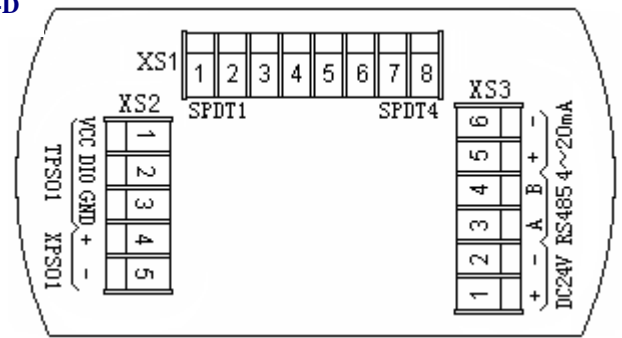 -D
XS1
1 2 3 4 5 6 7 8
SPDT1 SPDT4
XS2
1
2
3
4
5
VCC DIO GND + -
TPS01 XPS01
XS3
6
5
4
3
2
1
+ - A B + -
DC24V RS485 4~20mA